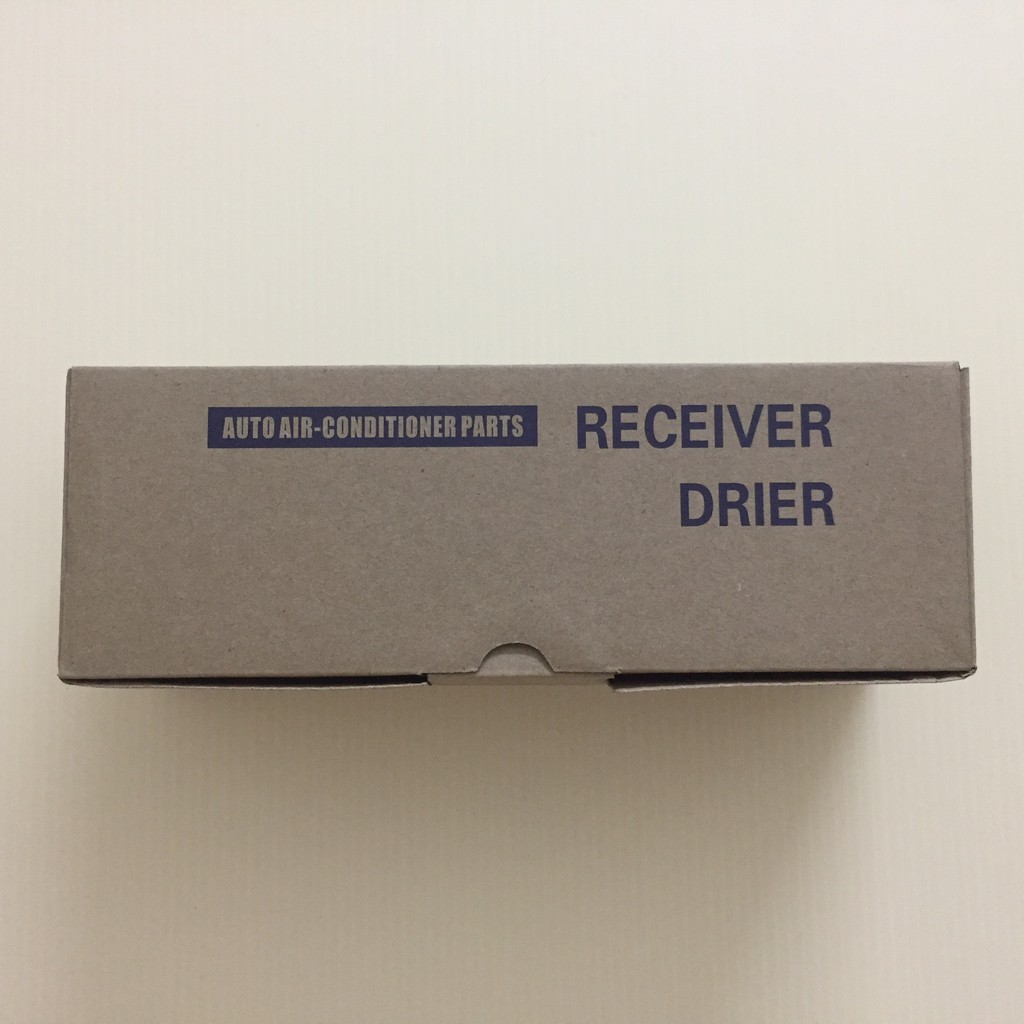 AUTO AIR-CONDITIONER PARTS
RECEIVER
DRIER